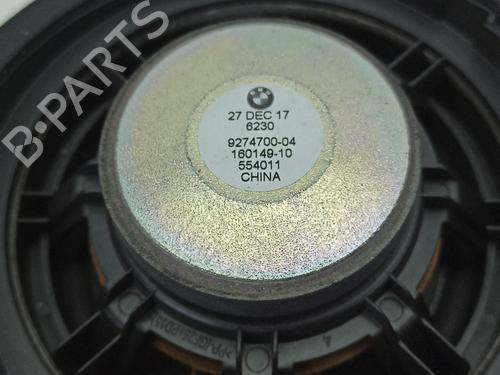 B-PARTS
27 DEC 17
6230
9274700-04
160149-10
554011
CHINA